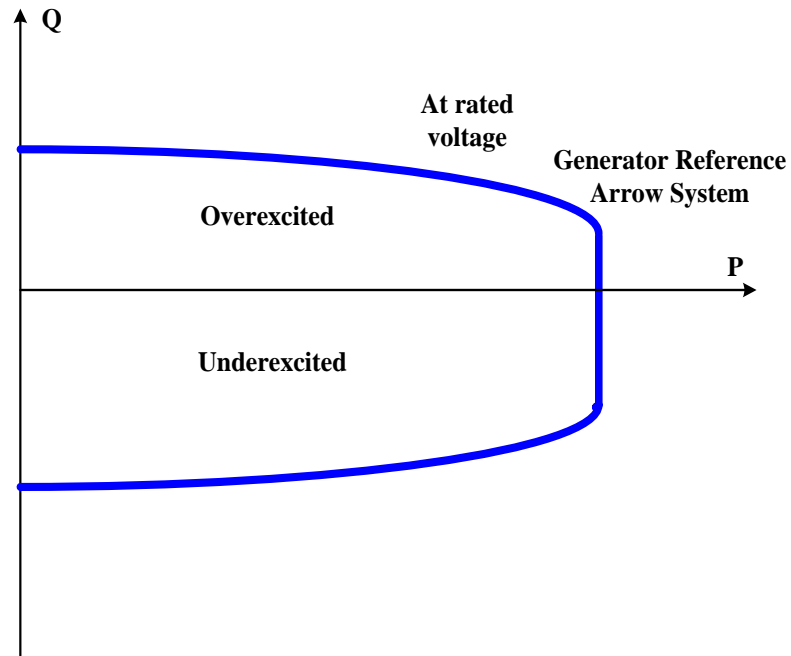 Q
At rated
voltage
Generator Reference
Arrow System
Overexcited
P
Underexcited